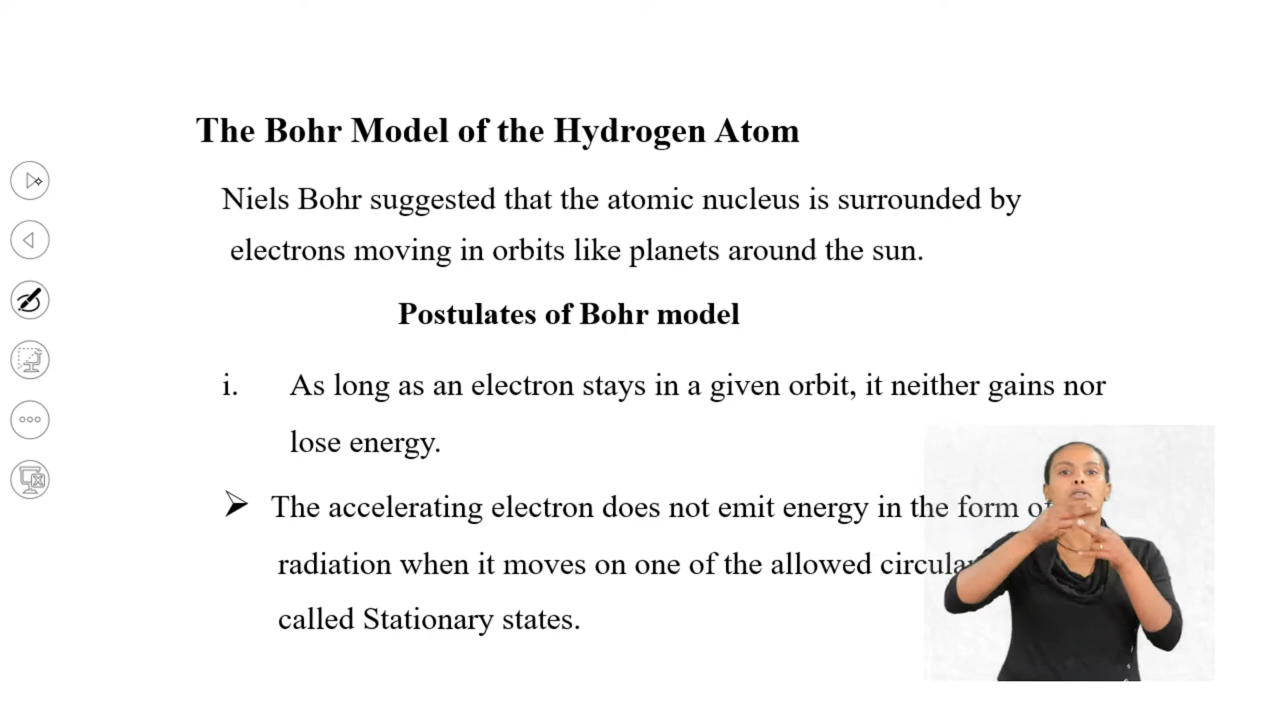 The Bohr Model of the Hydrogen Atom
Niels Bohr suggested that the atomic nucleus is surrounded by
electrons moving in orbits like planets around the sun.
Postulates of Bohr model
i. As long as an electron stays in a given orbit, it neither gains nor
lose energy.
➢ The accelerating electron does not emit energy in the form of
radiation when it moves on one of the allowed circular
called Stationary states.